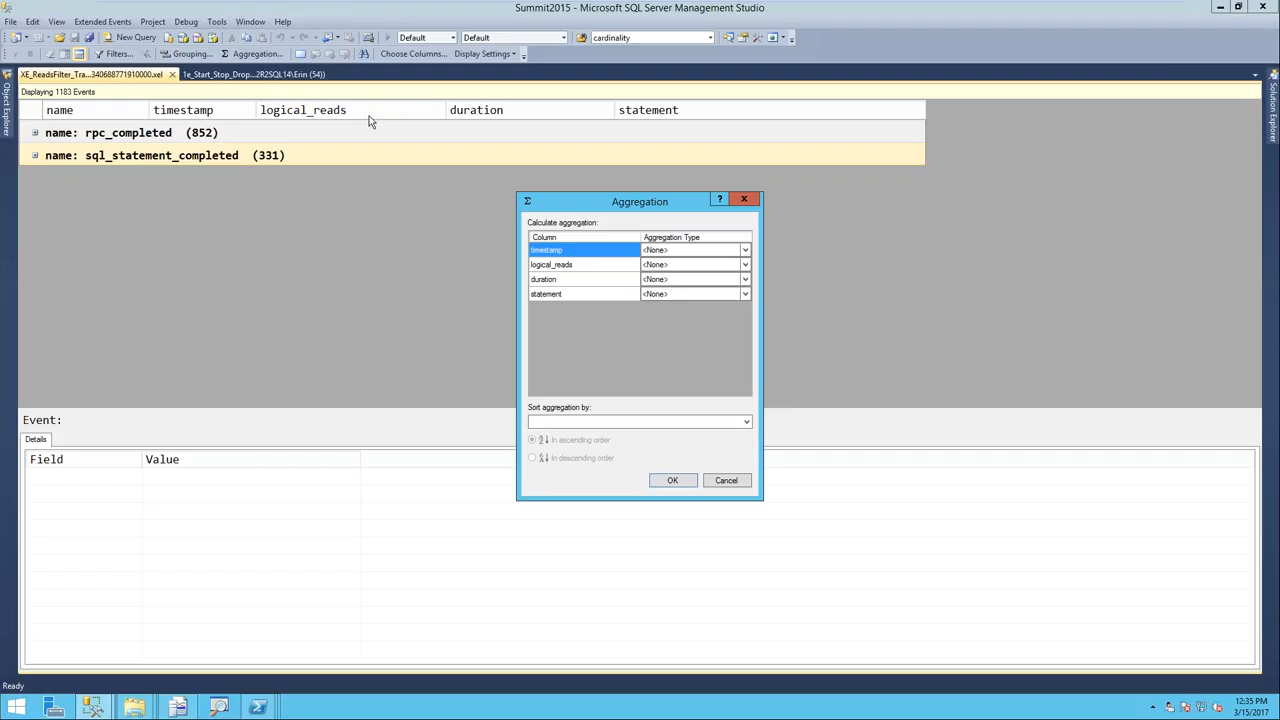 Summit2015 - Microsoft SQL Server Management Studio
File Edit View Extended Events Project Debug Tools Window Help
New Query Default Default cardinality
Filters... Grouping... Σ Aggregation... Choose Columns... Display Settings
XE_ReadsFilter_Tra...340688771910000.xel 1e_Start_Stop_Drop...2R2SQL14\Erin (54))
Object Explorer
Solution Explorer
Displaying 1183 Events
name timestamp logical_reads duration statement
name: rpc_completed (852)
name: sql_statement_completed (331)
Σ Aggregation ?
Calculate aggregation:
Column Aggregation Type
timestamp <None>
logical_reads <None>
duration <None>
statement <None>
Sort aggregation by:
In ascending order
In descending order
OK Cancel
Event:
Details
Field Value
Ready
12:35 PM
3/15/2017